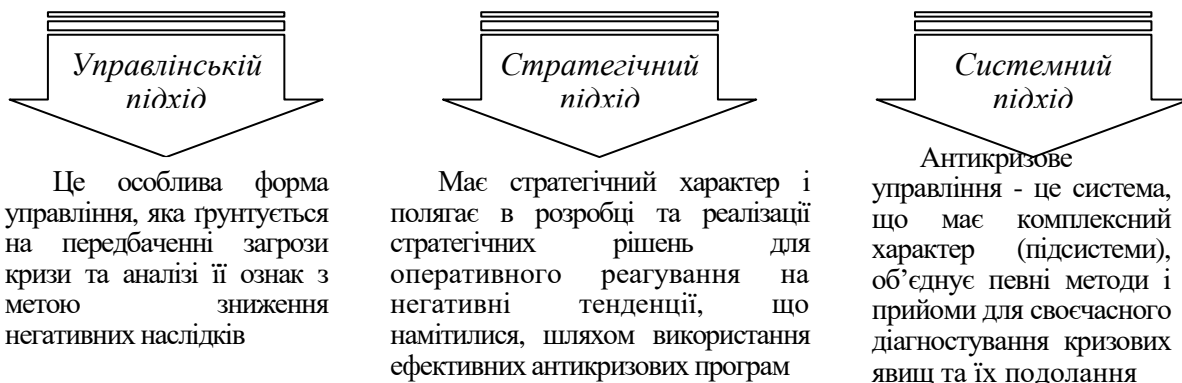 Управлінській
підхід
Це особлива форма
управління, яка ґрунтується
на передбаченні загрози
кризи та аналізі її ознак з
метою зниження
негативних наслідків
Стратегічний
підхід
Має стратегічний характер і
полягає в розробці та реалізації
стратегічних рішень для
оперативного реагування на
негативні тенденції, що
намітилися, шляхом використання
ефективних антикризових програм
Системний
підхід
Антикризове
управління - це система,
що має комплексний
характер (підсистеми),
об’єднує певні методи і
прийоми для своєчасного
діагностування кризових
явищ та їх подолання